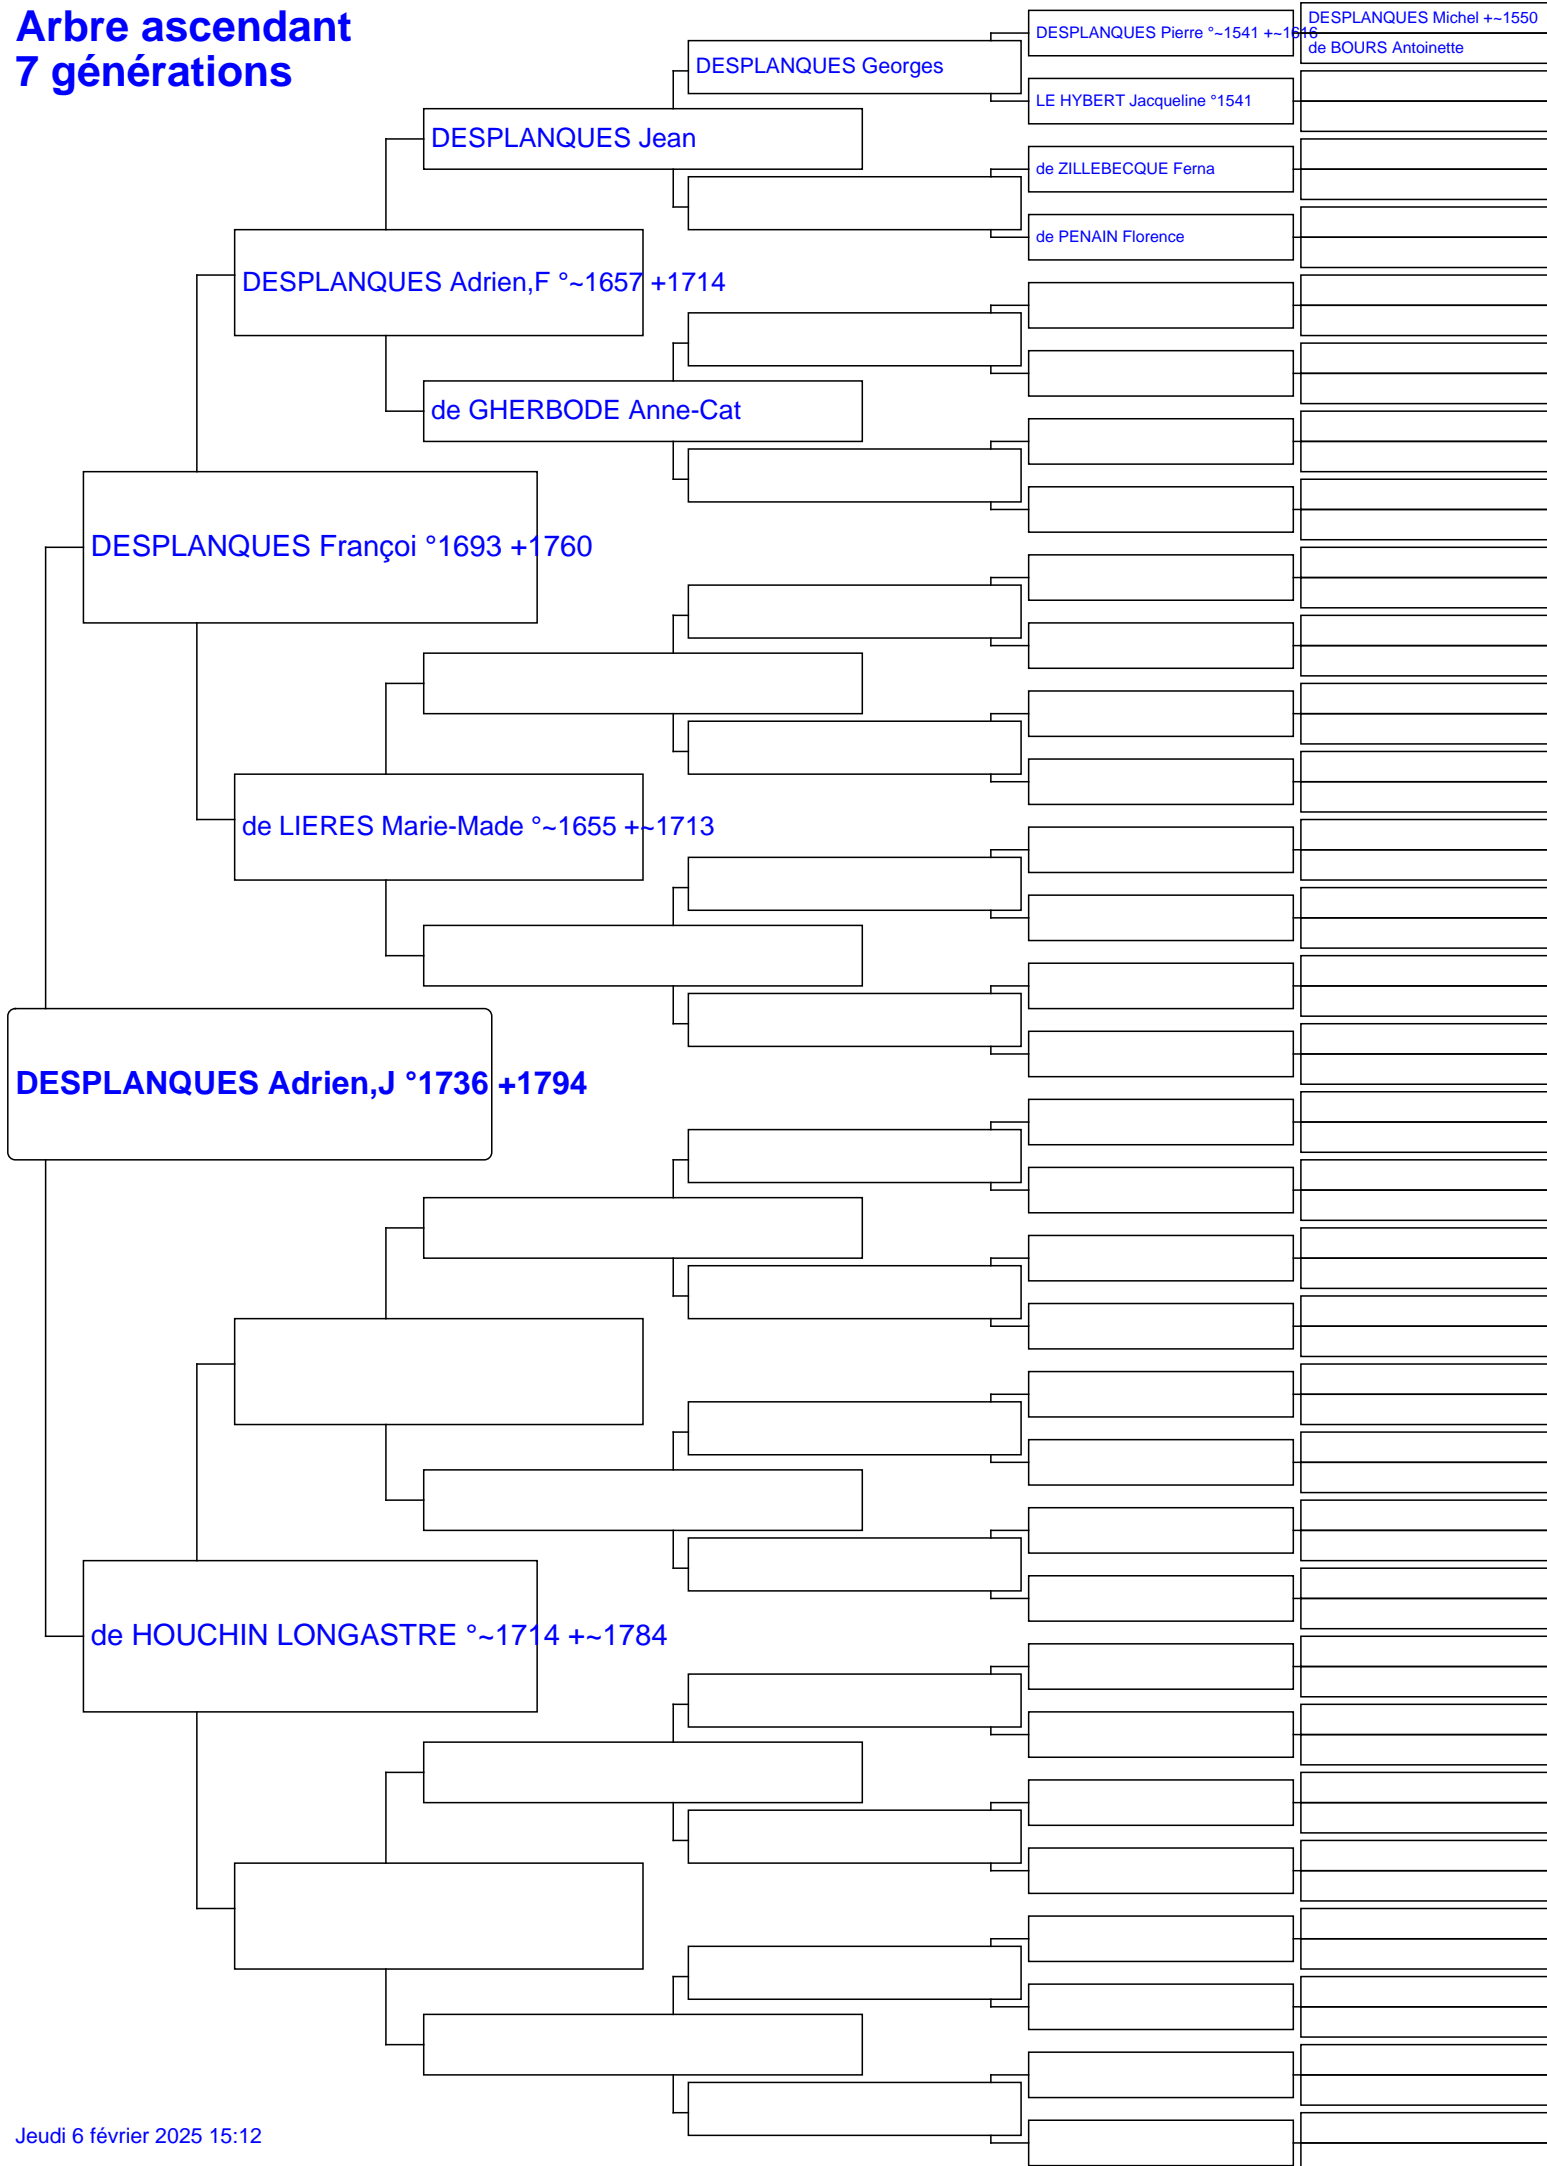 Arbre ascendant
7 générations
DESPLANQUES Michel +~1550
DESPLANQUES Pierre °~1541 +~1616
de BOURS Antoinette
DESPLANQUES Georges
LE HYBERT Jacqueline °1541
DESPLANQUES Jean
de ZILLEBECQUE Ferna
de PENAIN Florence
DESPLANQUES Adrien,F °~1657 +1714
de GHERBODE Anne-Cat
DESPLANQUES Françoi °1693 +1760
de LIERES Marie-Made °~1655 +~1713
DESPLANQUES Adrien,J °1736 +1794
de HOUCHIN LONGASTRE °~1714 +~1784
Jeudi 6 février 2025 15:12